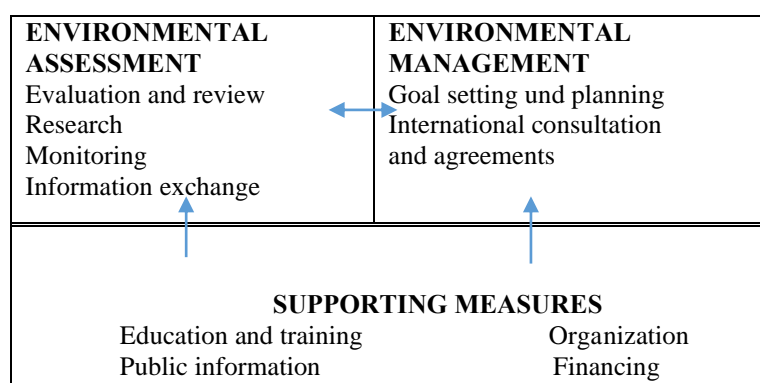 ENVIRONMENTAL
ASSESSMENT
Evaluation and review
Research
Monitoring
Information exchange
ENVIRONMENTAL
MANAGEMENT
Goal setting und planning
International consultation
and agreements
SUPPORTING MEASURES
Education and training Organization
Public information Financing